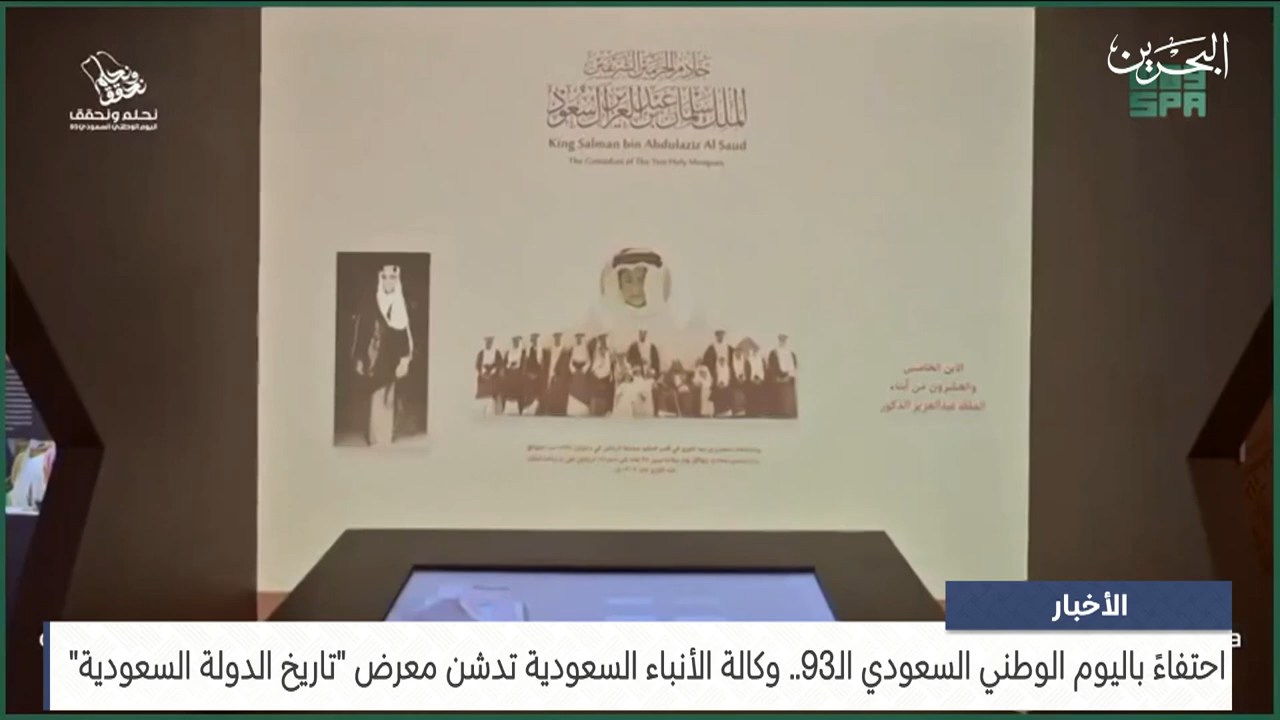 البحرين
SPA
نحلم ونحقق
اليوم الوطني السعودي 93
خادم الحرمين الشريفين
الملك سلمان بن عبدالعزيز آل سعود
King Salman bin Abdulaziz Al Saud
The Custodian of The Two Holy Mosques
الابن الخامس
والعشرون من أبناء
الملك عبدالعزيز الذكور
الأخبار
احتفاءً باليوم الوطني السعودي الـ93.. وكالة الأنباء السعودية تدشن معرض "تاريخ الدولة السعودية"